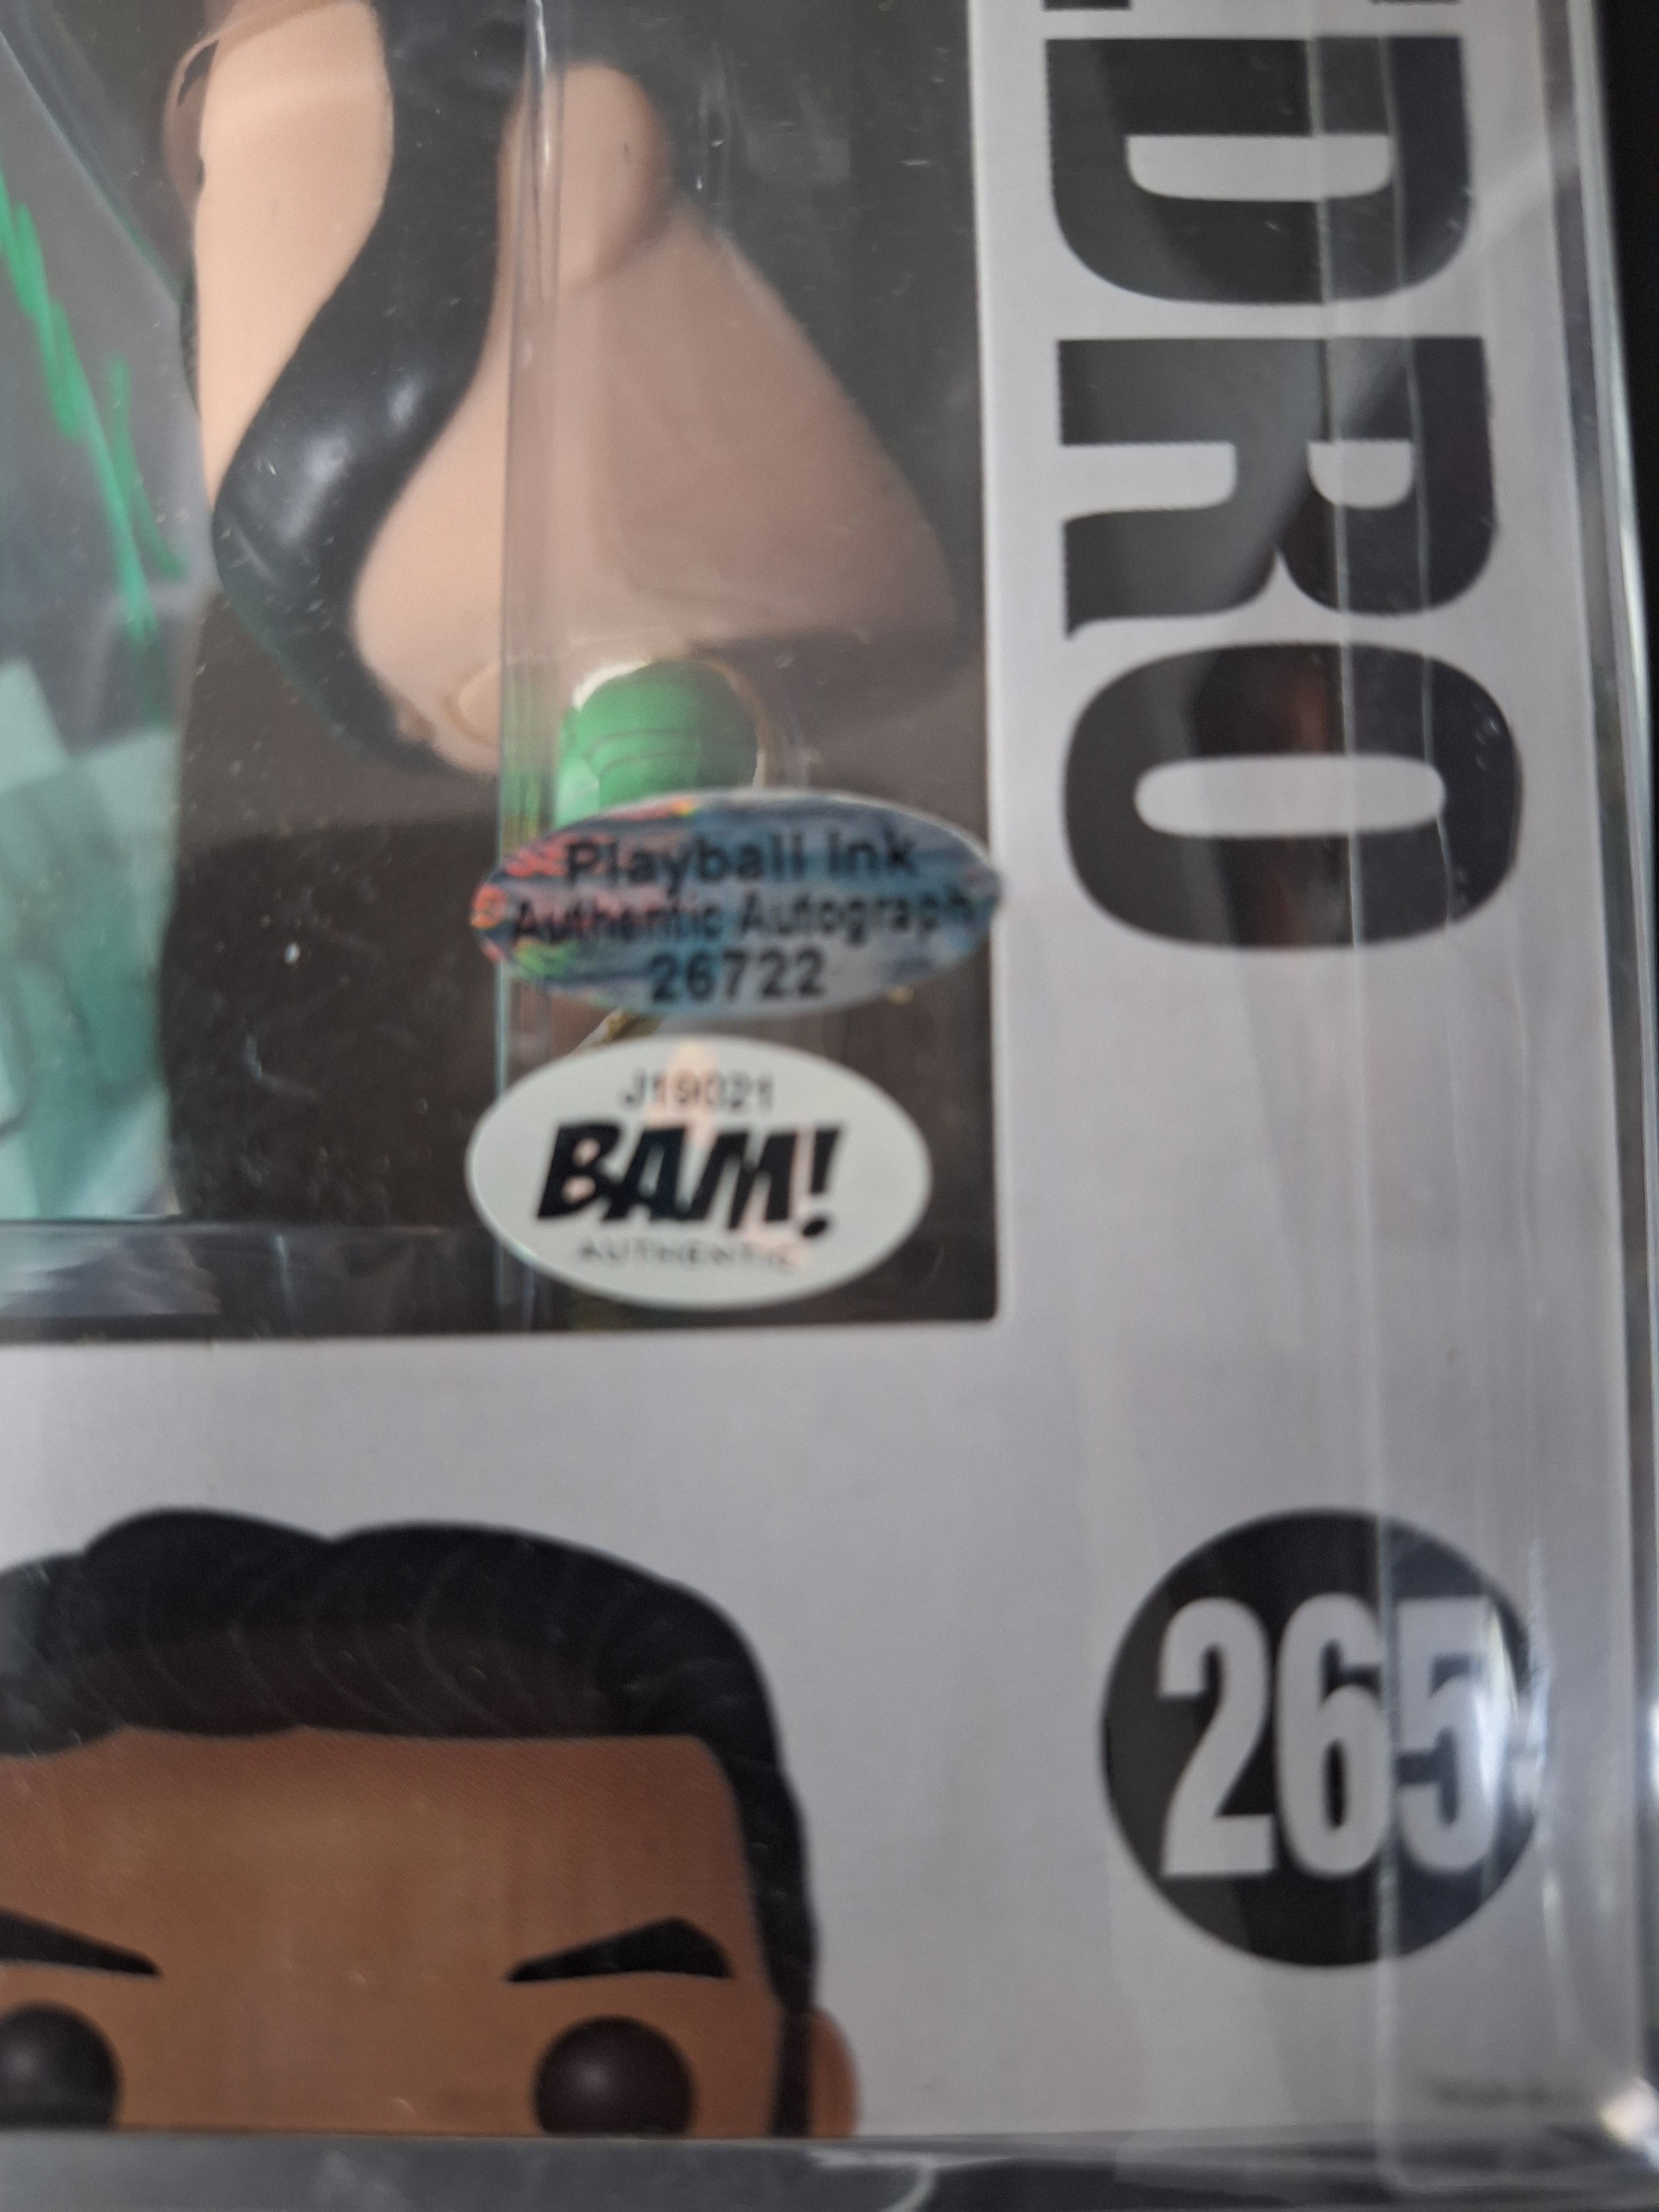 DRO
Playball Ink
Authentic Autograph
26722
J19021
BAM!
AUTHENTIC
265